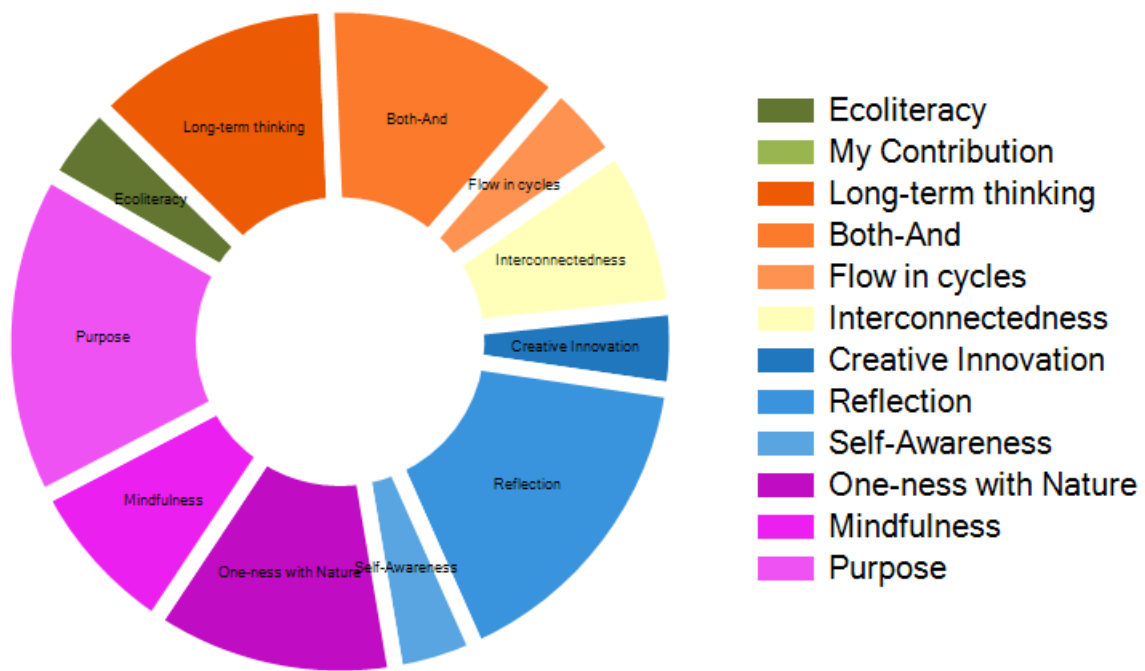 Long-term thinking
Both-And
Ecoliteracy
Flow in cycles
Interconnectedness
Purpose
Creative Innovation
Mindfulness
Reflection
One-ness with Nature
Self-Awareness
Ecoliteracy
My Contribution
Long-term thinking
Both-And
Flow in cycles
Interconnectedness
Creative Innovation
Reflection
Self-Awareness
One-ness with Nature
Mindfulness
Purpose